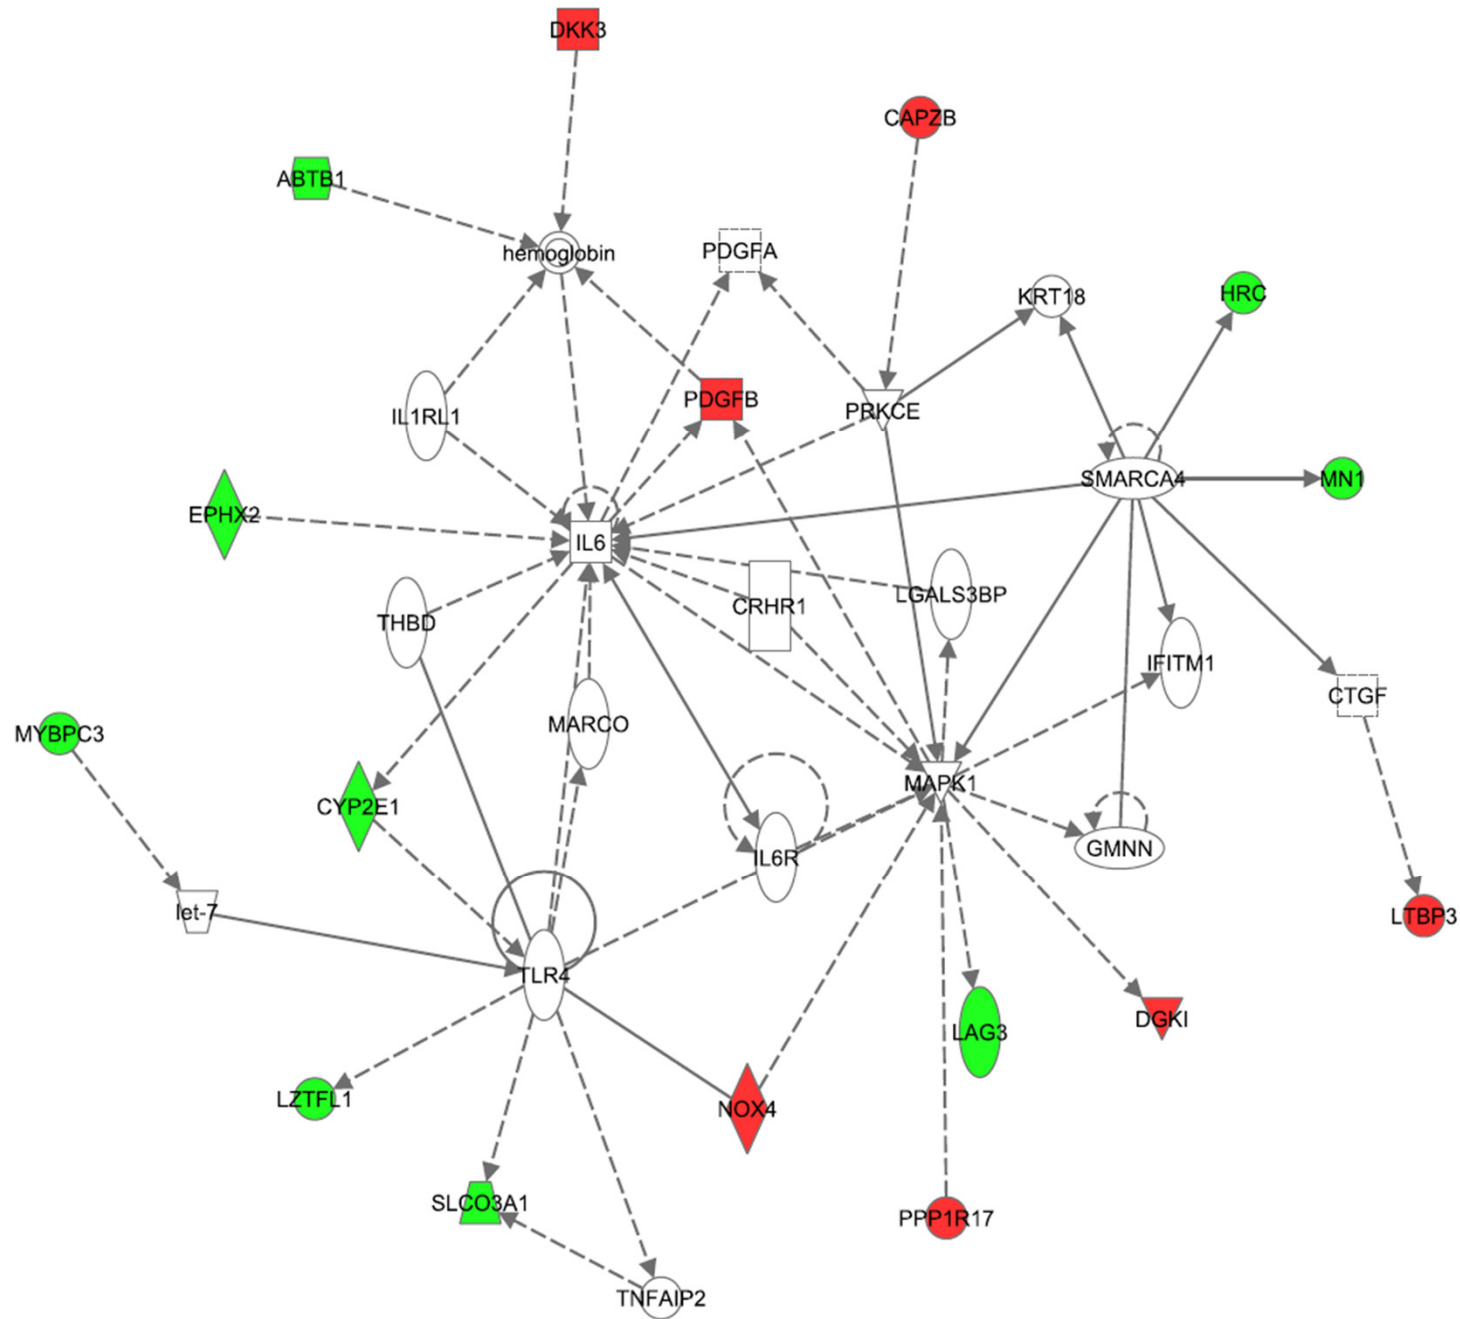 DKK3
CAPZB
ABTB1
hemoglobin
PDGFA
KRT18
HRC
IL1RL1
PDGFB
PRKCE
SMARCA4
MN1
EPHX2
IL6
CRHR1
LGALS3BP
THBD
IFITM1
CTGF
MARCO
MYBPC3
CYP2E1
MAPK1
IL6R
GMNN
let-7
LTBP3
TLR4
LAG3
DGKI
LZTFL1
NOX4
SLCO3A1
PPP1R17
TNFAIP2